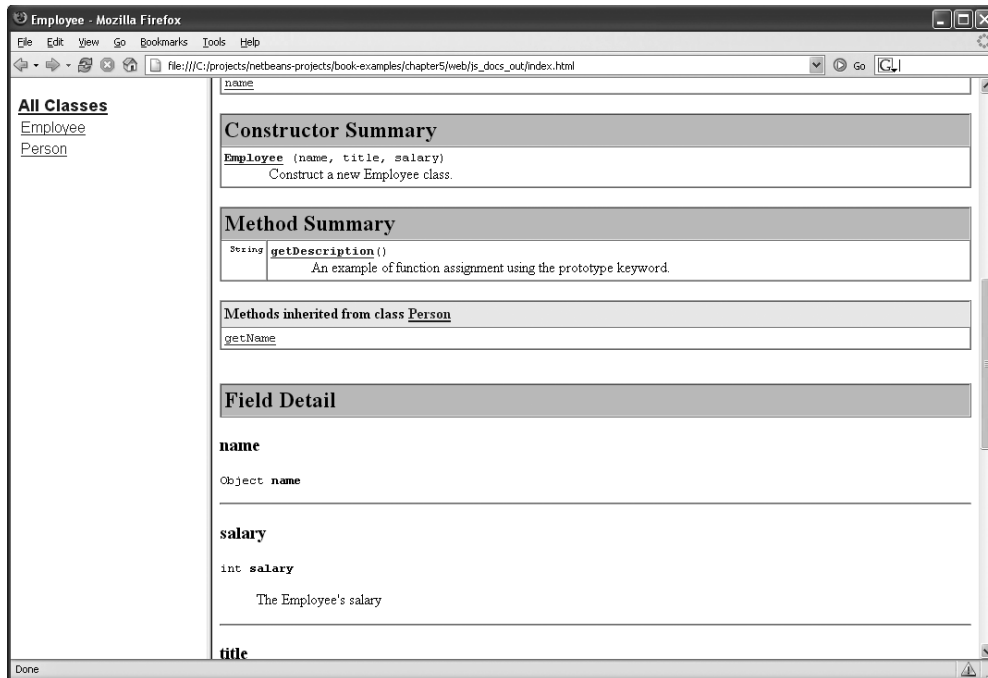 Employee - Mozilla Firefox
File Edit View Go Bookmarks Tools Help
file:///C:/projects/netbeans-projects/book-examples/chapter5/web/js_docs_out/index.html Go G
All Classes
Employee
Person
name
Constructor Summary
Employee (name, title, salary)
Construct a new Employee class.
Method Summary
String getDescription()
An example of function assignment using the prototype keyword.
Methods inherited from class Person
getName
Field Detail
name
Object name
salary
int salary
The Employee's salary
title
Done